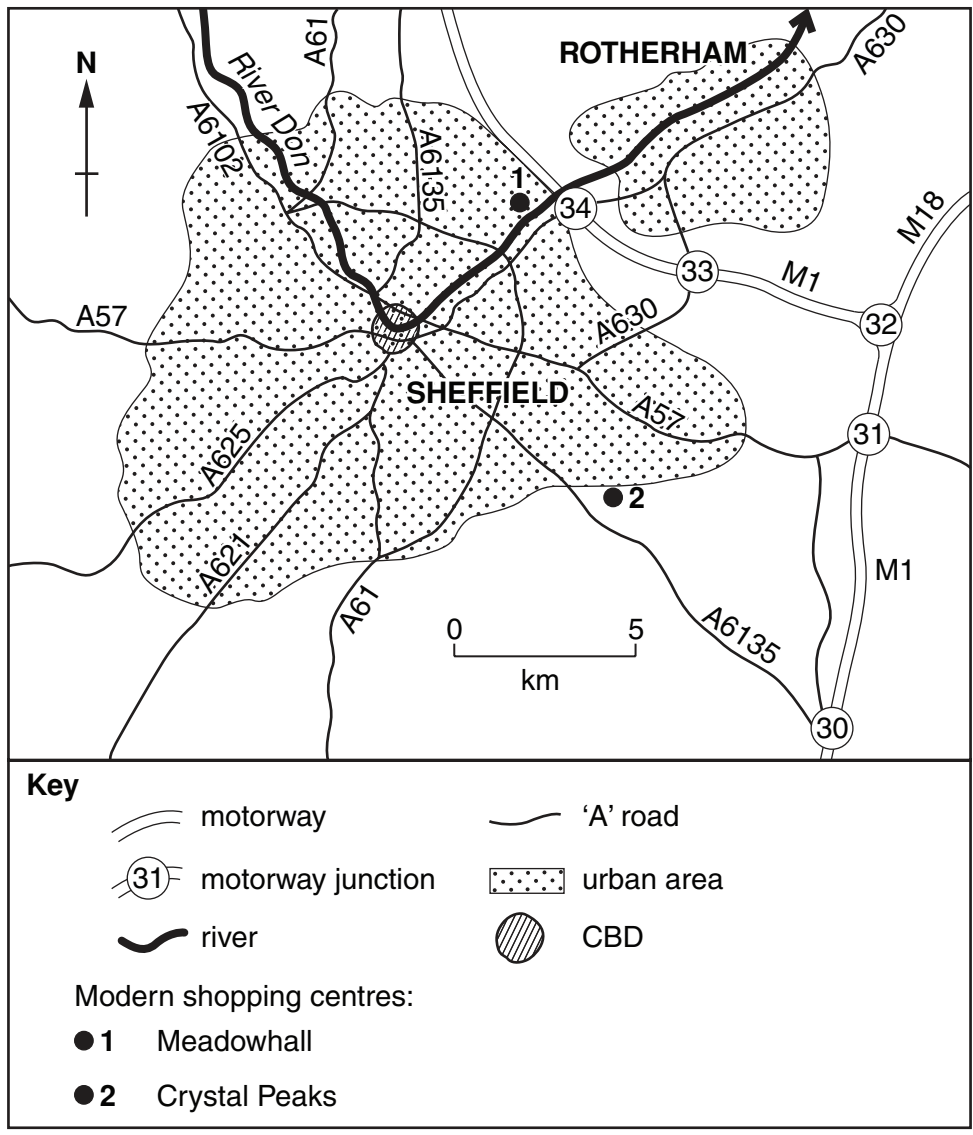 N
A61
ROTHERHAM
A630
River Don
A6102
A6135
1
34
M18
33
M1
A57
A630
32
SHEFFIELD
A57
31
A625
2
A621
M1
A61
0 5
km
A6135
30
Key
motorway
'A' road
31
motorway junction
urban area
river
CBD
Modern shopping centres:
1 Meadowhall
2 Crystal Peaks